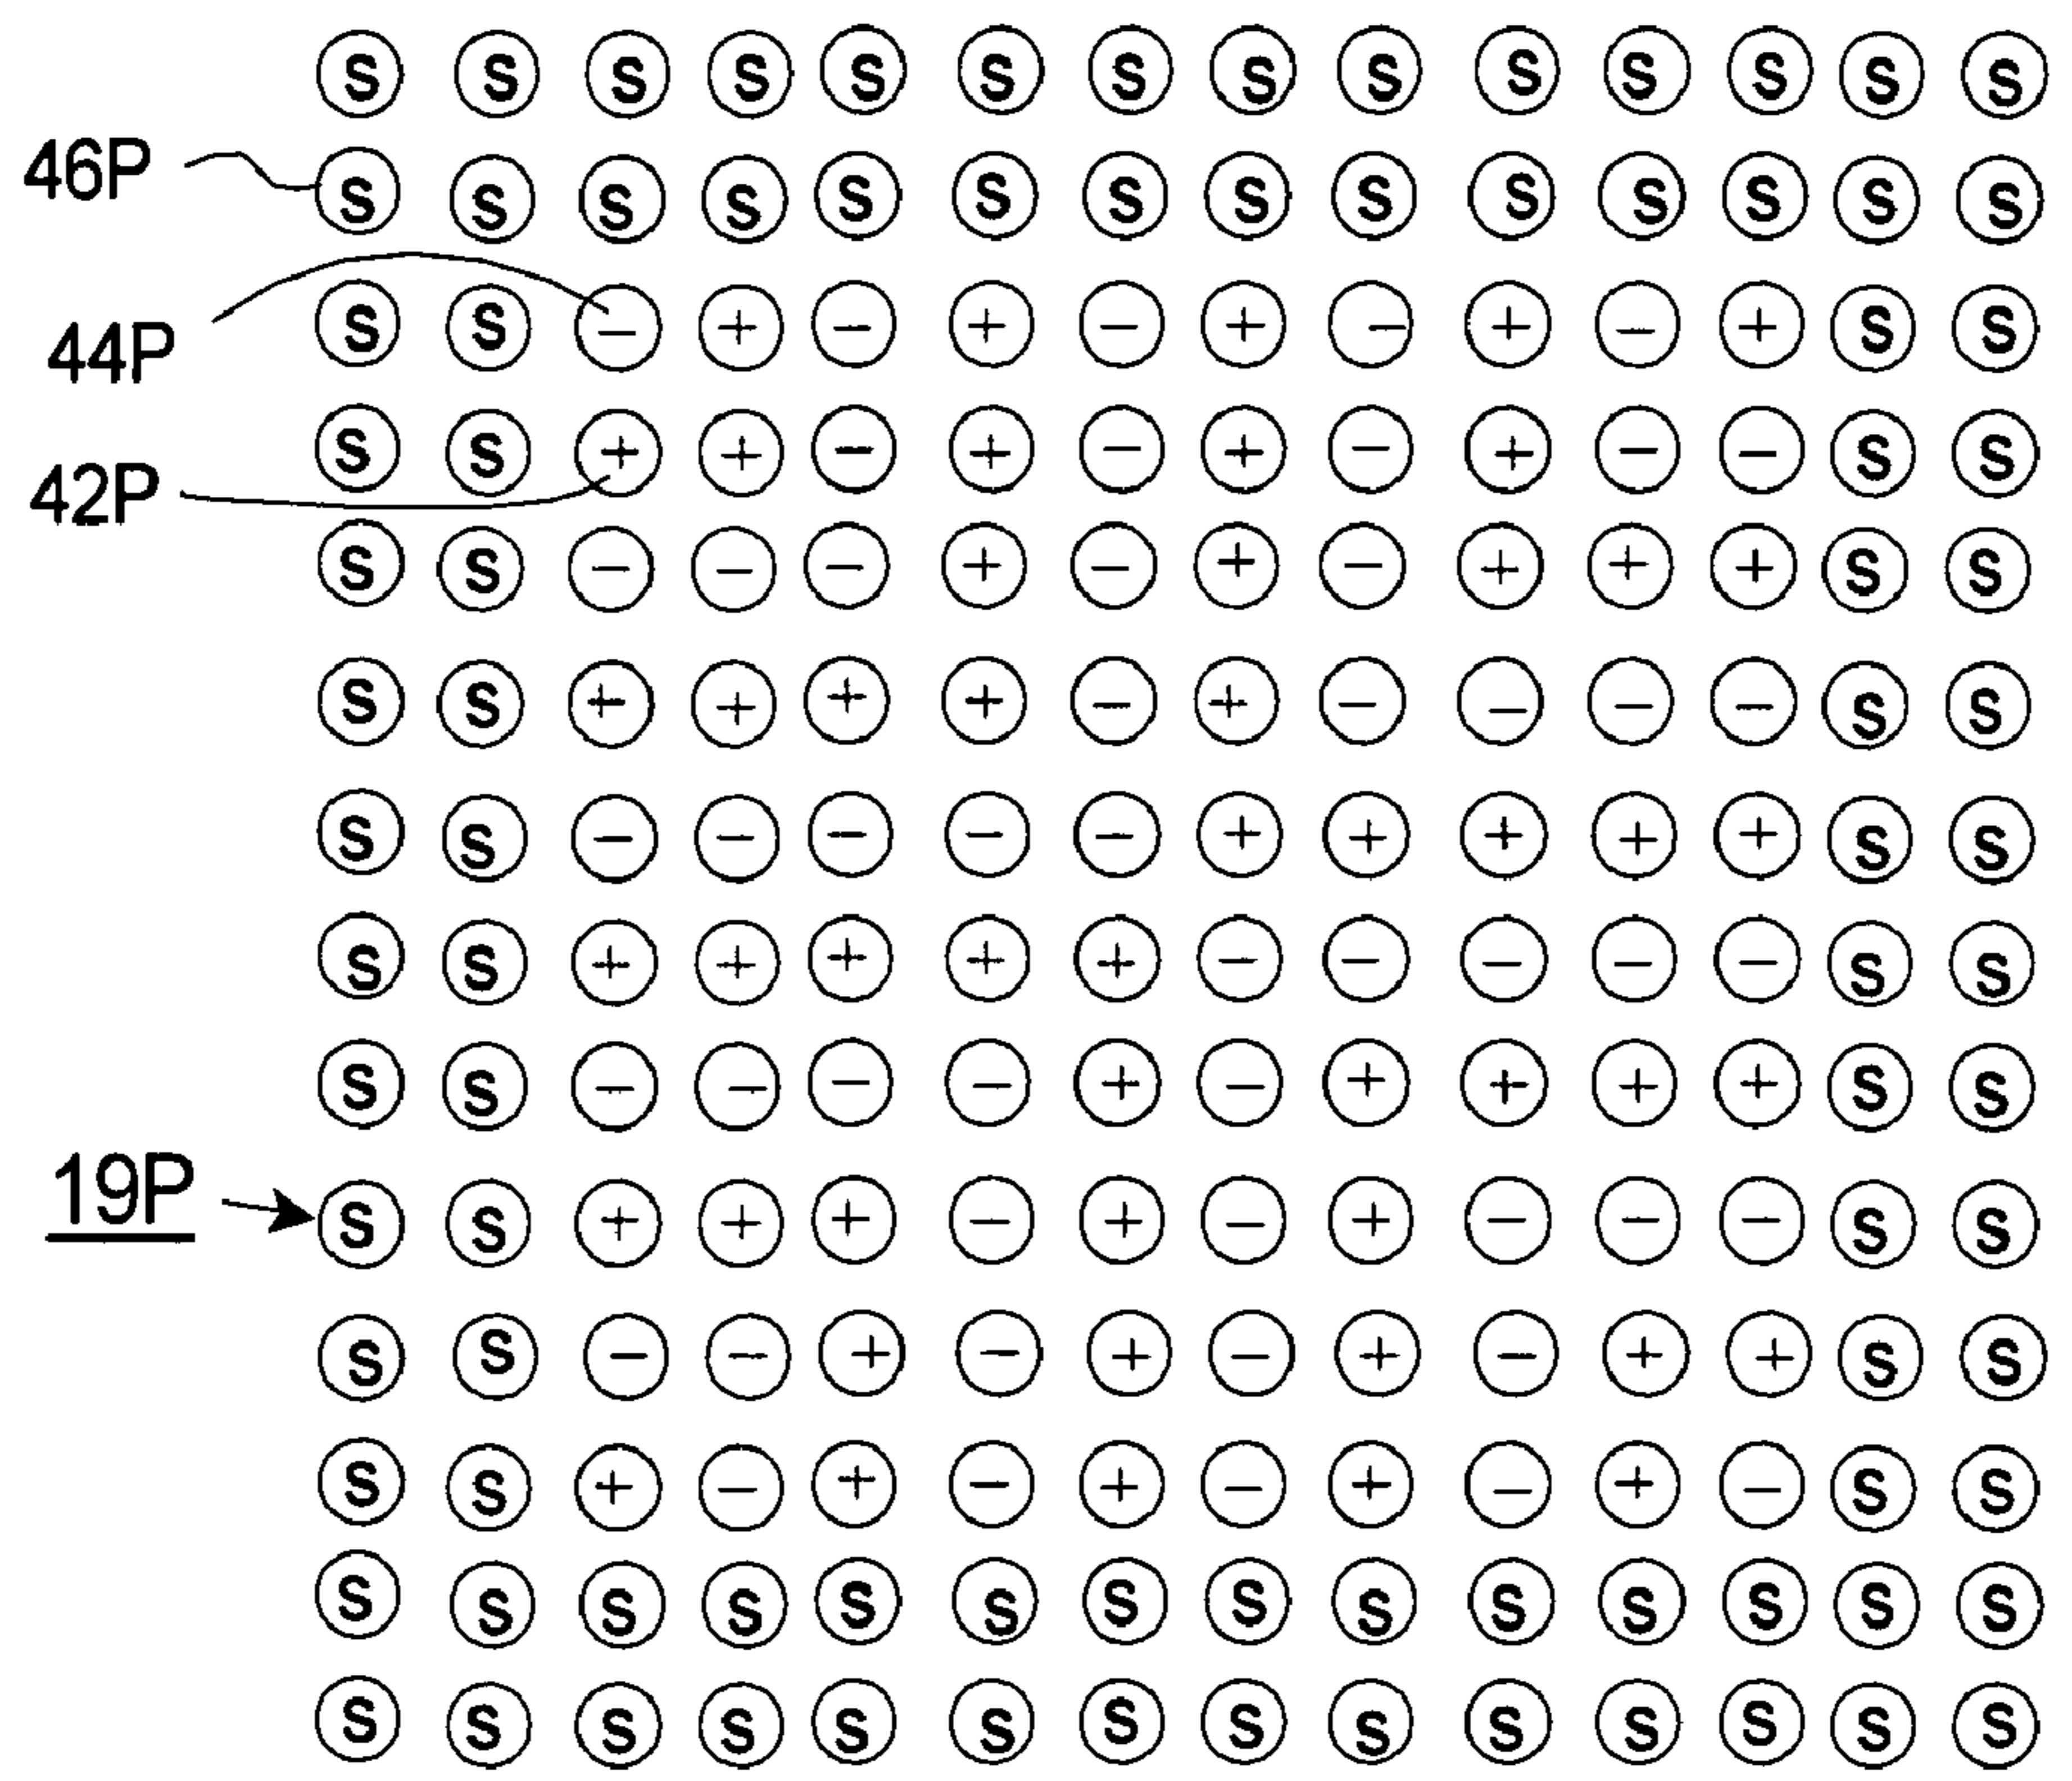 S S S S S S S S S S S S S S
46P S S S S S S S S S S S S S S
44P S S − + − + − + − + − + S S
42P S S + + − + − + − + − − S S
S S − − − + − + − + + + S S
S S + + + + − + − − − − S S
S S − − − − − + + + + + S S
S S + + + + + − − − − − S S
S S − − − − + − + + + + S S
19P S S + + + − + − + − − − S S
S S − − + − + − + − + + S S
S S + − + − + − + − + − S S
S S S S S S S S S S S S S S
S S S S S S S S S S S S S S